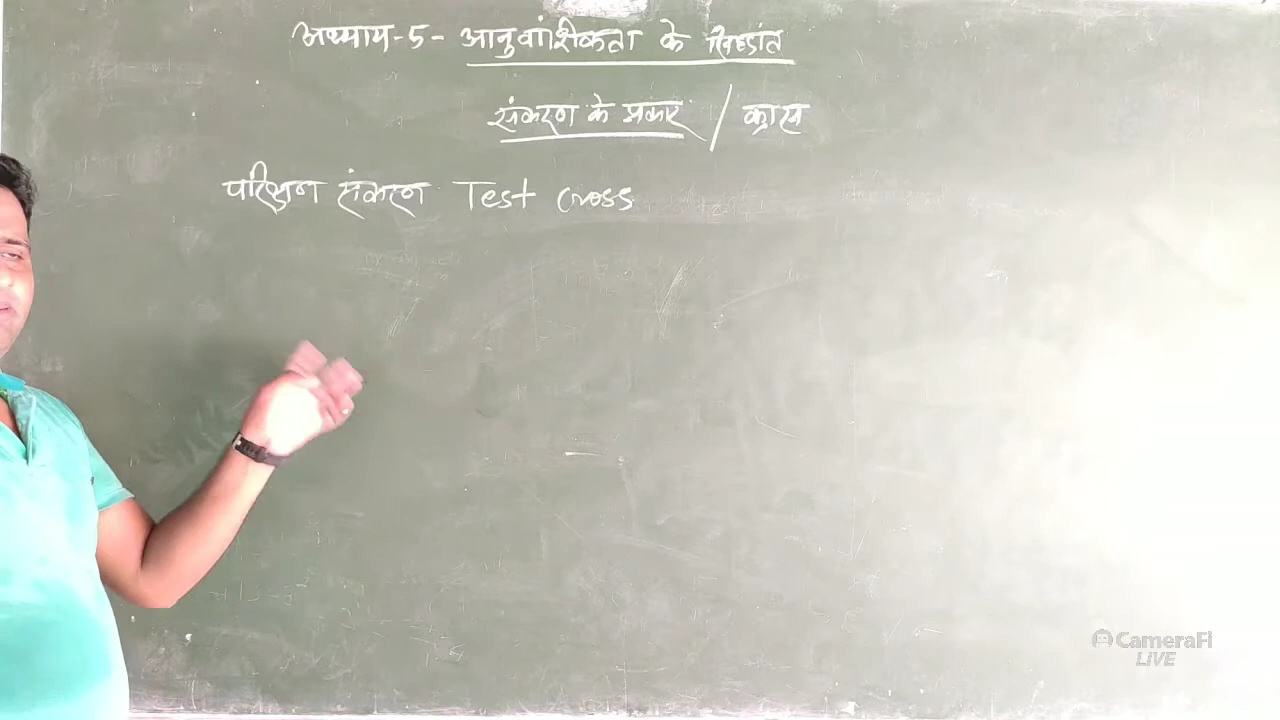 अध्याय-5- आनुवांशिकता के सिद्धांत
संकरण के प्रकार / क्रास
परिक्षण संकरण Test cross
CameraFi
LiVE